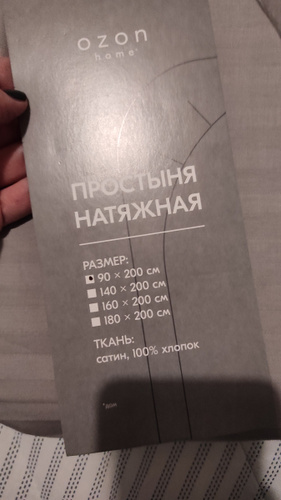 ozon
home*
ПРОСТЫНЯ
НАТЯЖНАЯ
РАЗМЕР:
90 × 200 см
140 × 200 см
160 × 200 см
180 × 200 см
ТКАНЬ:
сатин, 100% хлопок